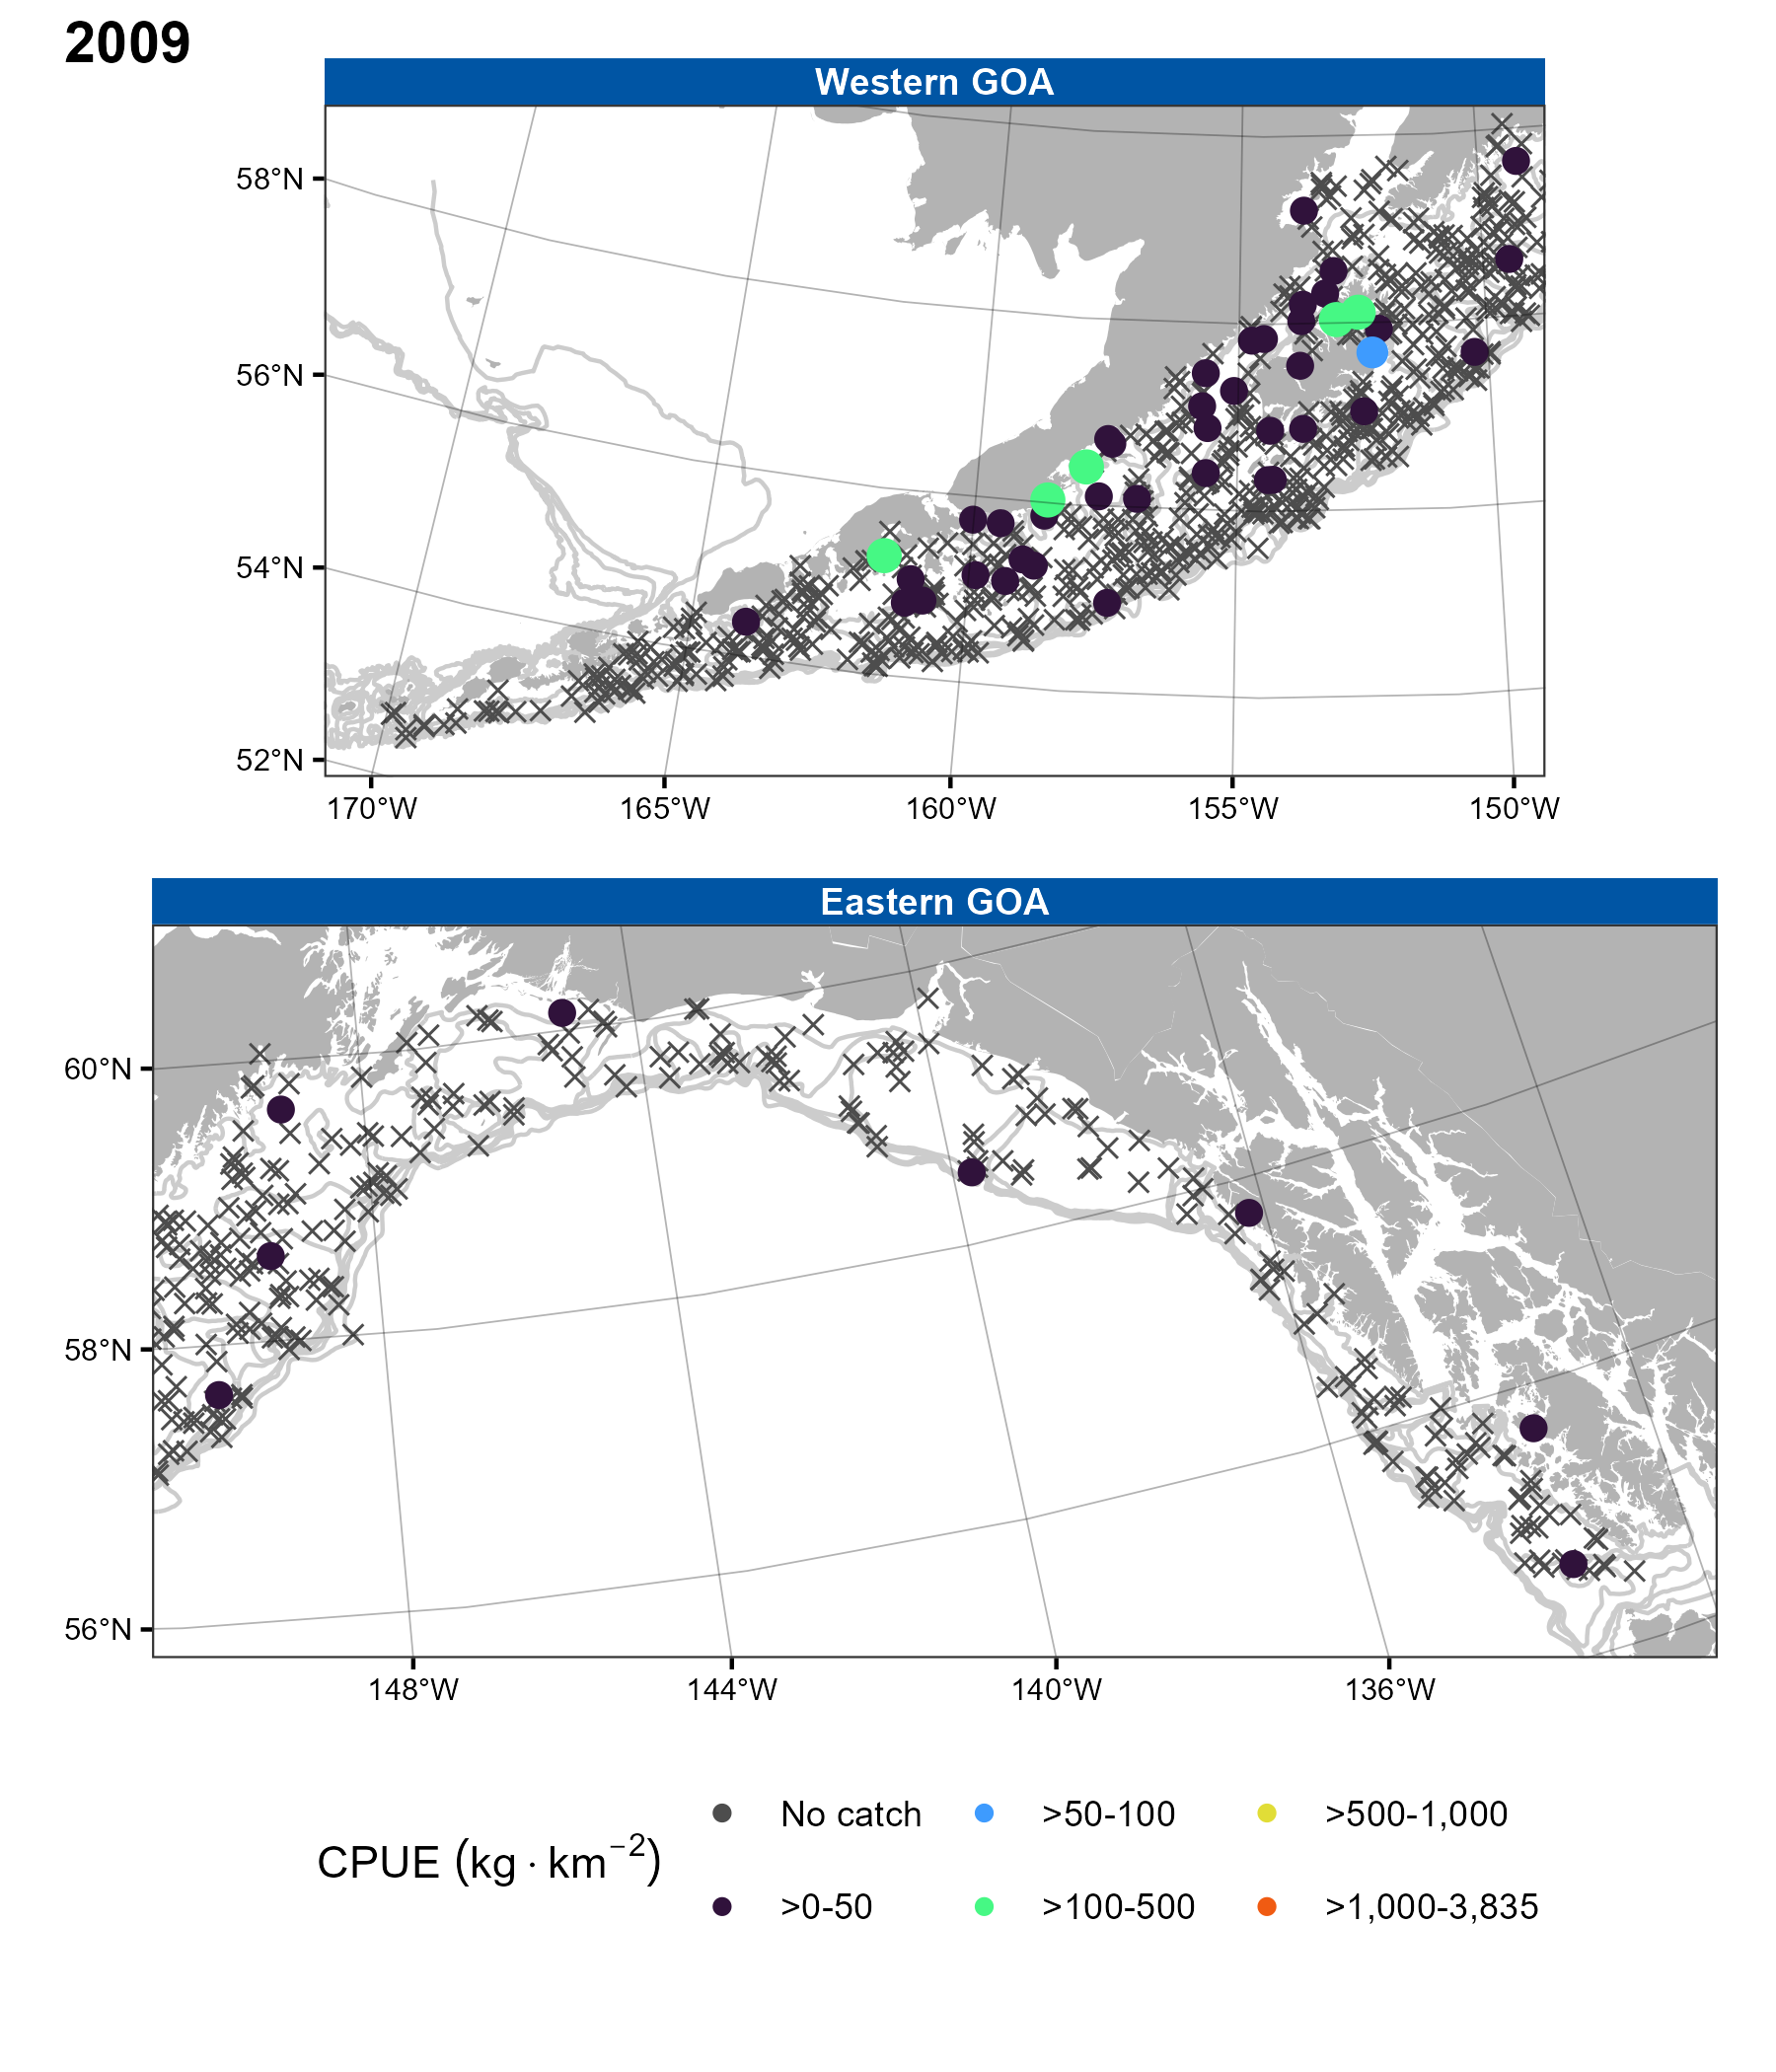 2009
Western GOA
58°N
56°N
54°N
52°N
170°W 165°W 160°W 155°W 150°W
Eastern GOA
60°N
58°N
56°N
148°W 144°W 140°W 136°W
CPUE (kg · km⁻²)
No catch >50-100 >500-1,000
>0-50 >100-500 >1,000-3,835